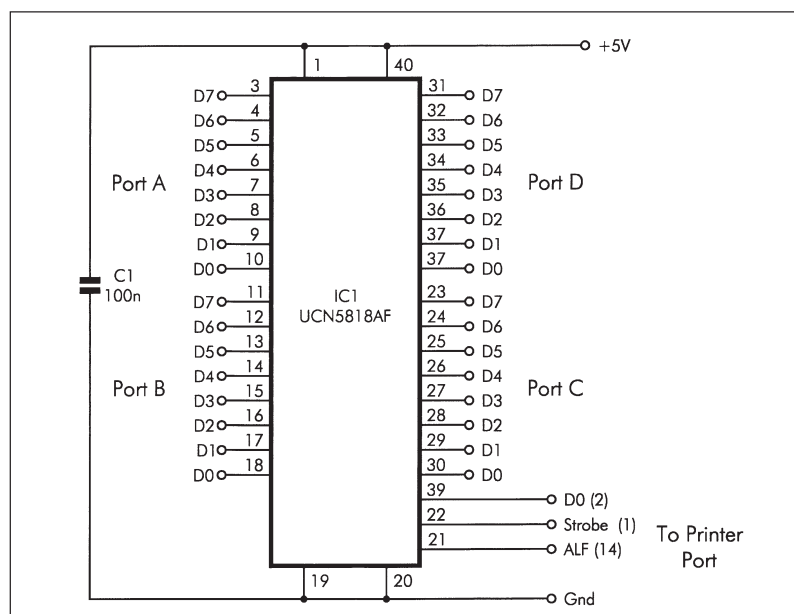 +5V
1 40
D7 3 31 D7
D6 4 32 D6
D5 5 33 D5
D4 6 34 D4
Port A Port D
D3 7 35 D3
D2 8 36 D2
D1 9 37 D1
D0 10 37 D0
C1
100n
IC1
UCN5818AF
D7 11 23 D7
D6 12 24 D6
D5 13 25 D5
D4 14 26 D4
Port B Port C
D3 15 27 D3
D2 16 28 D2
D1 17 29 D1
D0 18 30 D0
39 D0 (2)
22 Strobe (1)
21 ALF (14)
To Printer
Port
19 20
Gnd